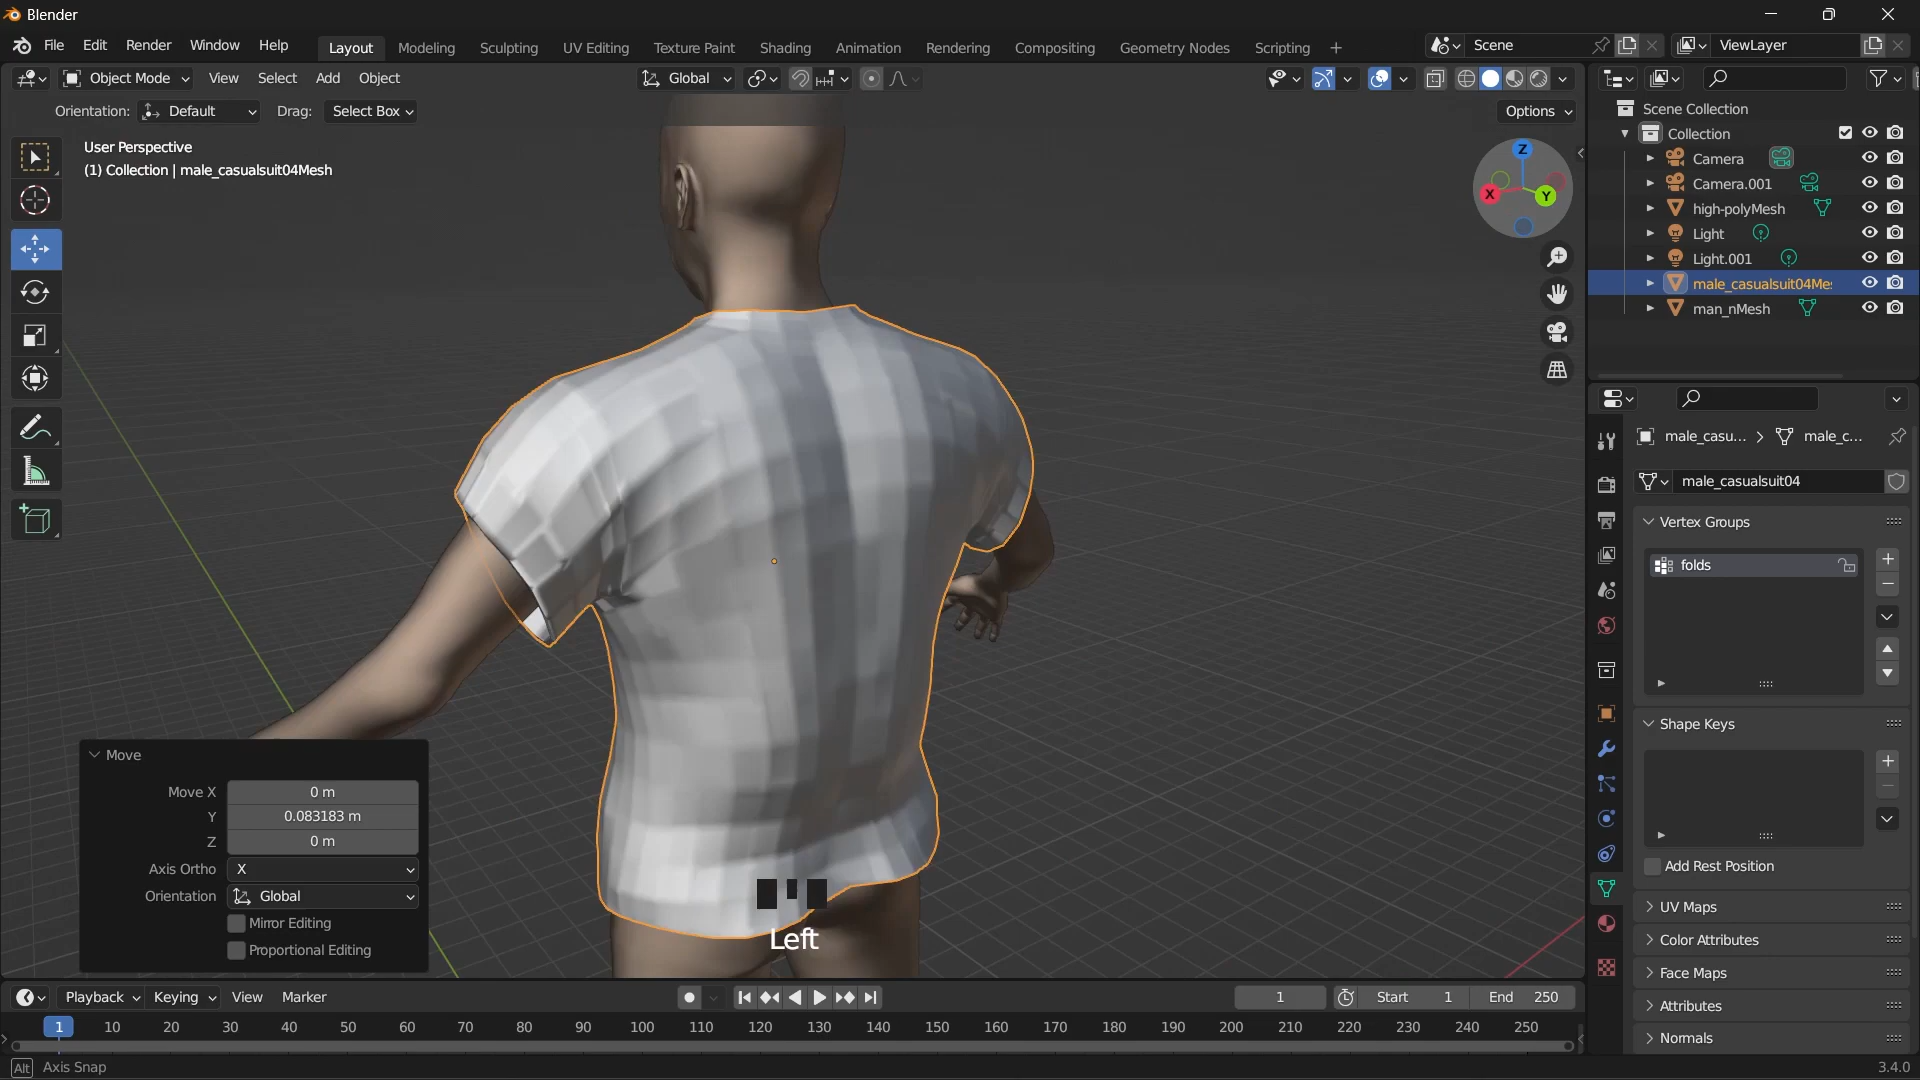 Blender
File Edit Render Window Help
Layout Modeling Sculpting UV Editing Texture Paint Shading Animation Rendering Compositing Geometry Nodes Scripting +
Scene
ViewLayer
Object Mode View Select Add Object
Global
Orientation: Default Drag: Select Box
Options
User Perspective
(1) Collection | male_casualsuit04Mesh
Z
X
Y
Scene Collection
Collection
Camera
Camera.001
high-polyMesh
Light
Light.001
male_casualsuit04Me
man_nMesh
male_casu... > male_c...
male_casualsuit04
Vertex Groups
folds
Shape Keys
Add Rest Position
UV Maps
Color Attributes
Face Maps
Attributes
Normals
Move
Move X 0 m
Y 0.083183 m
Z 0 m
Axis Ortho X
Orientation Global
Mirror Editing
Proportional Editing
Left
Playback Keying View Marker
1 Start 1 End 250
1 10 20 30 40 50 60 70 80 90 100 110 120 130 140 150 160 170 180 190 200 210 220 230 240 250
Alt Axis Snap
3.4.0